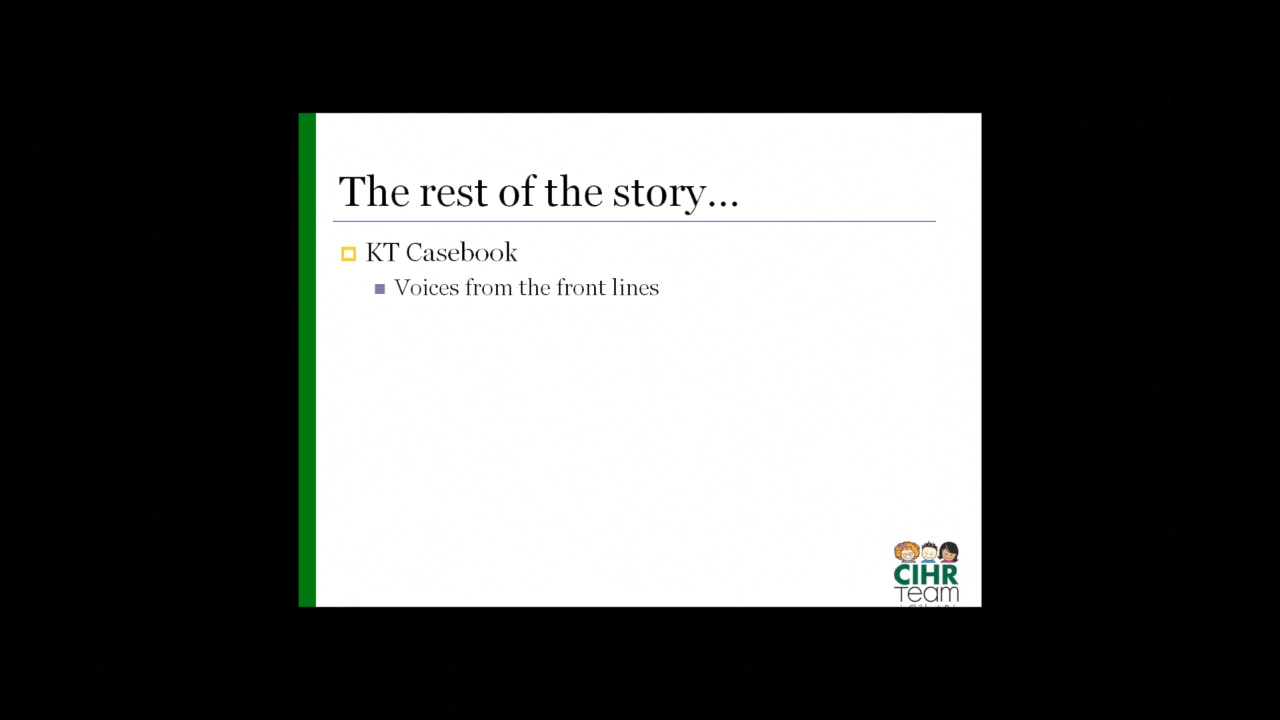 The rest of the story...
KT Casebook
Voices from the front lines
CIHR
Team